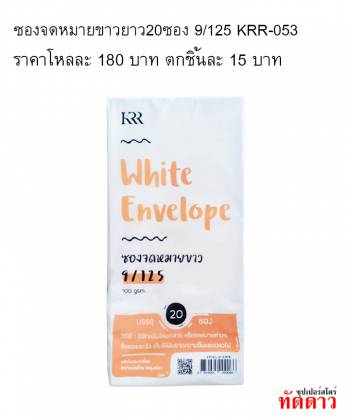 ซองจดหมายขาวยาว20ซอง 9/125 KRR-053
ราคาโหลละ 180 บาท ตกชิ้นละ 15 บาท
KRR
White
Envelope
ซองจดหมายขาว
9/125
100 gsm.
บรรจุ 20 ซอง
ซุปเปอร์สโตร์
ทัดดาว